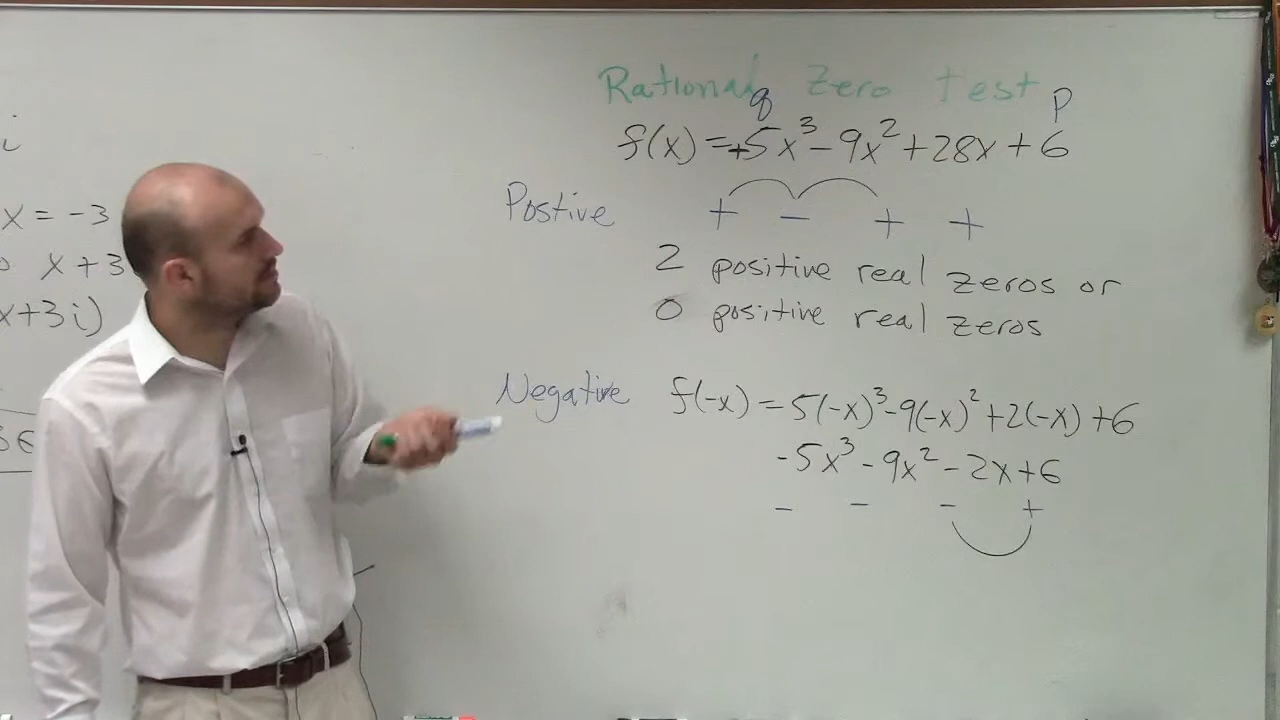 i
x = -3
x + 3
x+3i)
Rational Zero test
q p
f(x) = +5x³ - 9x² + 28x + 6
Postive + - + +
2 positive real zeros or
0 positive real zeros
Negative f(-x) = 5(-x)³ - 9(-x)² + 2(-x) + 6
-5x³ - 9x² - 2x + 6
- - - +